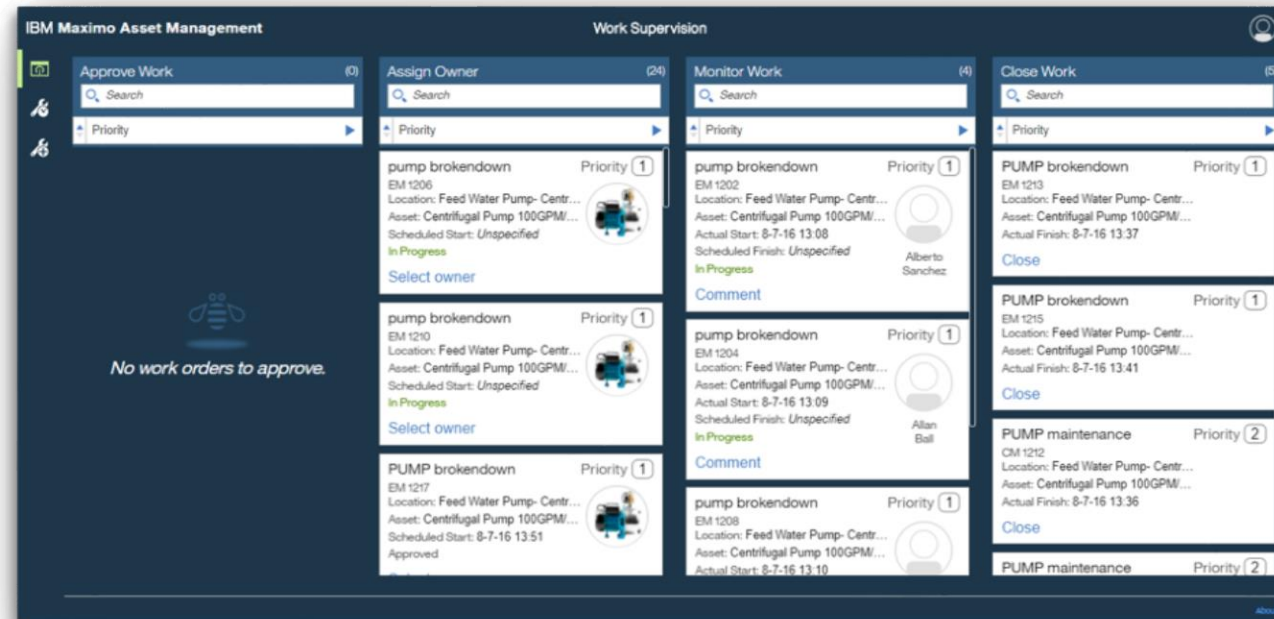 IBM Maximo Asset Management
Work Supervision
Approve Work (0)
Search
Priority
No work orders to approve.
Assign Owner (24)
Search
Priority
pump brokendown Priority 1
EM 1206
Location: Feed Water Pump- Centr...
Asset: Centrifugal Pump 100GPM/...
Scheduled Start: Unspecified
In Progress
Select owner
pump brokendown Priority 1
EM 1210
Location: Feed Water Pump- Centr...
Asset: Centrifugal Pump 100GPM/...
Scheduled Start: Unspecified
In Progress
Select owner
PUMP brokendown Priority 1
EM 1217
Location: Feed Water Pump- Centr...
Asset: Centrifugal Pump 100GPM/...
Scheduled Start: 8-7-16 13:51
Approved
Monitor Work (4)
Search
Priority
pump brokendown Priority 1
EM 1202
Location: Feed Water Pump- Centr...
Asset: Centrifugal Pump 100GPM/...
Actual Start: 8-7-16 13:08
Scheduled Finish: Unspecified
In Progress
Alberto
Sanchez
Comment
pump brokendown Priority 1
EM 1204
Location: Feed Water Pump- Centr...
Asset: Centrifugal Pump 100GPM/...
Actual Start: 8-7-16 13:09
Scheduled Finish: Unspecified
In Progress
Allan
Ball
Comment
pump brokendown Priority 1
EM 1208
Location: Feed Water Pump- Centr...
Asset: Centrifugal Pump 100GPM/...
Actual Start: 8-7-16 13:10
Close Work (5
Search
Priority
PUMP brokendown Priority 1
EM 1213
Location: Feed Water Pump- Centr...
Asset: Centrifugal Pump 100GPM/...
Actual Finish: 8-7-16 13:37
Close
PUMP brokendown Priority 1
EM 1215
Location: Feed Water Pump- Centr...
Asset: Centrifugal Pump 100GPM/...
Actual Finish: 8-7-16 13:41
Close
PUMP maintenance Priority 2
CM 1212
Location: Feed Water Pump- Centr...
Asset: Centrifugal Pump 100GPM/...
Actual Finish: 8-7-16 13:36
Close
PUMP maintenance Priority 2